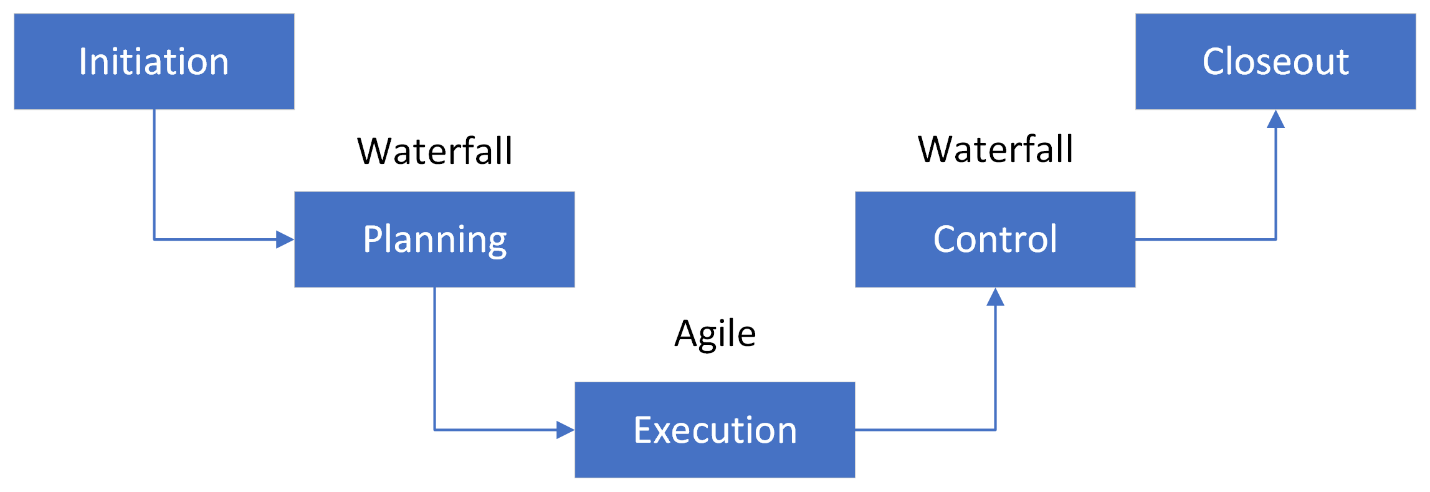 Initiation
Closeout
Waterfall
Waterfall
Planning
Control
Agile
Execution